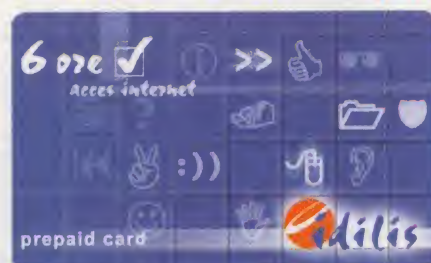 6 ore
>>
Acces internet
:))
prepaid card
idilis